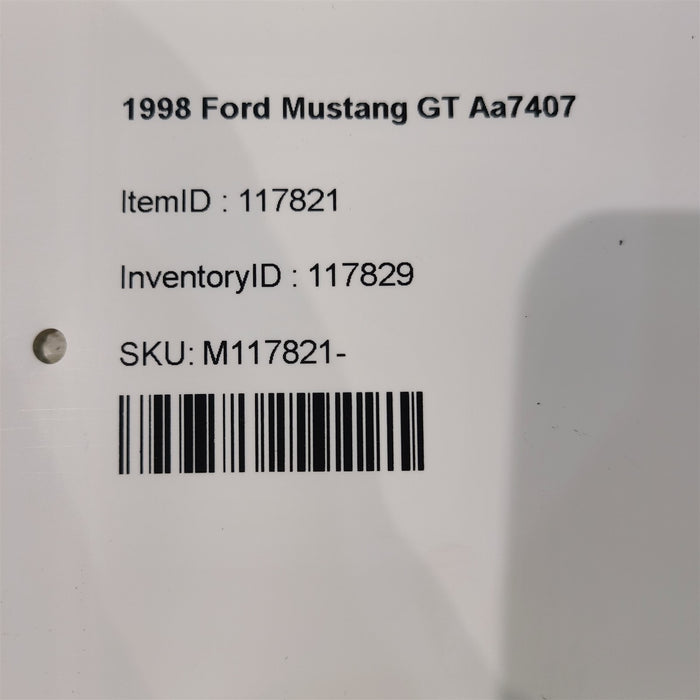 1998 Ford Mustang GT Aa7407
ItemID : 117821
InventoryID : 117829
SKU: M117821-